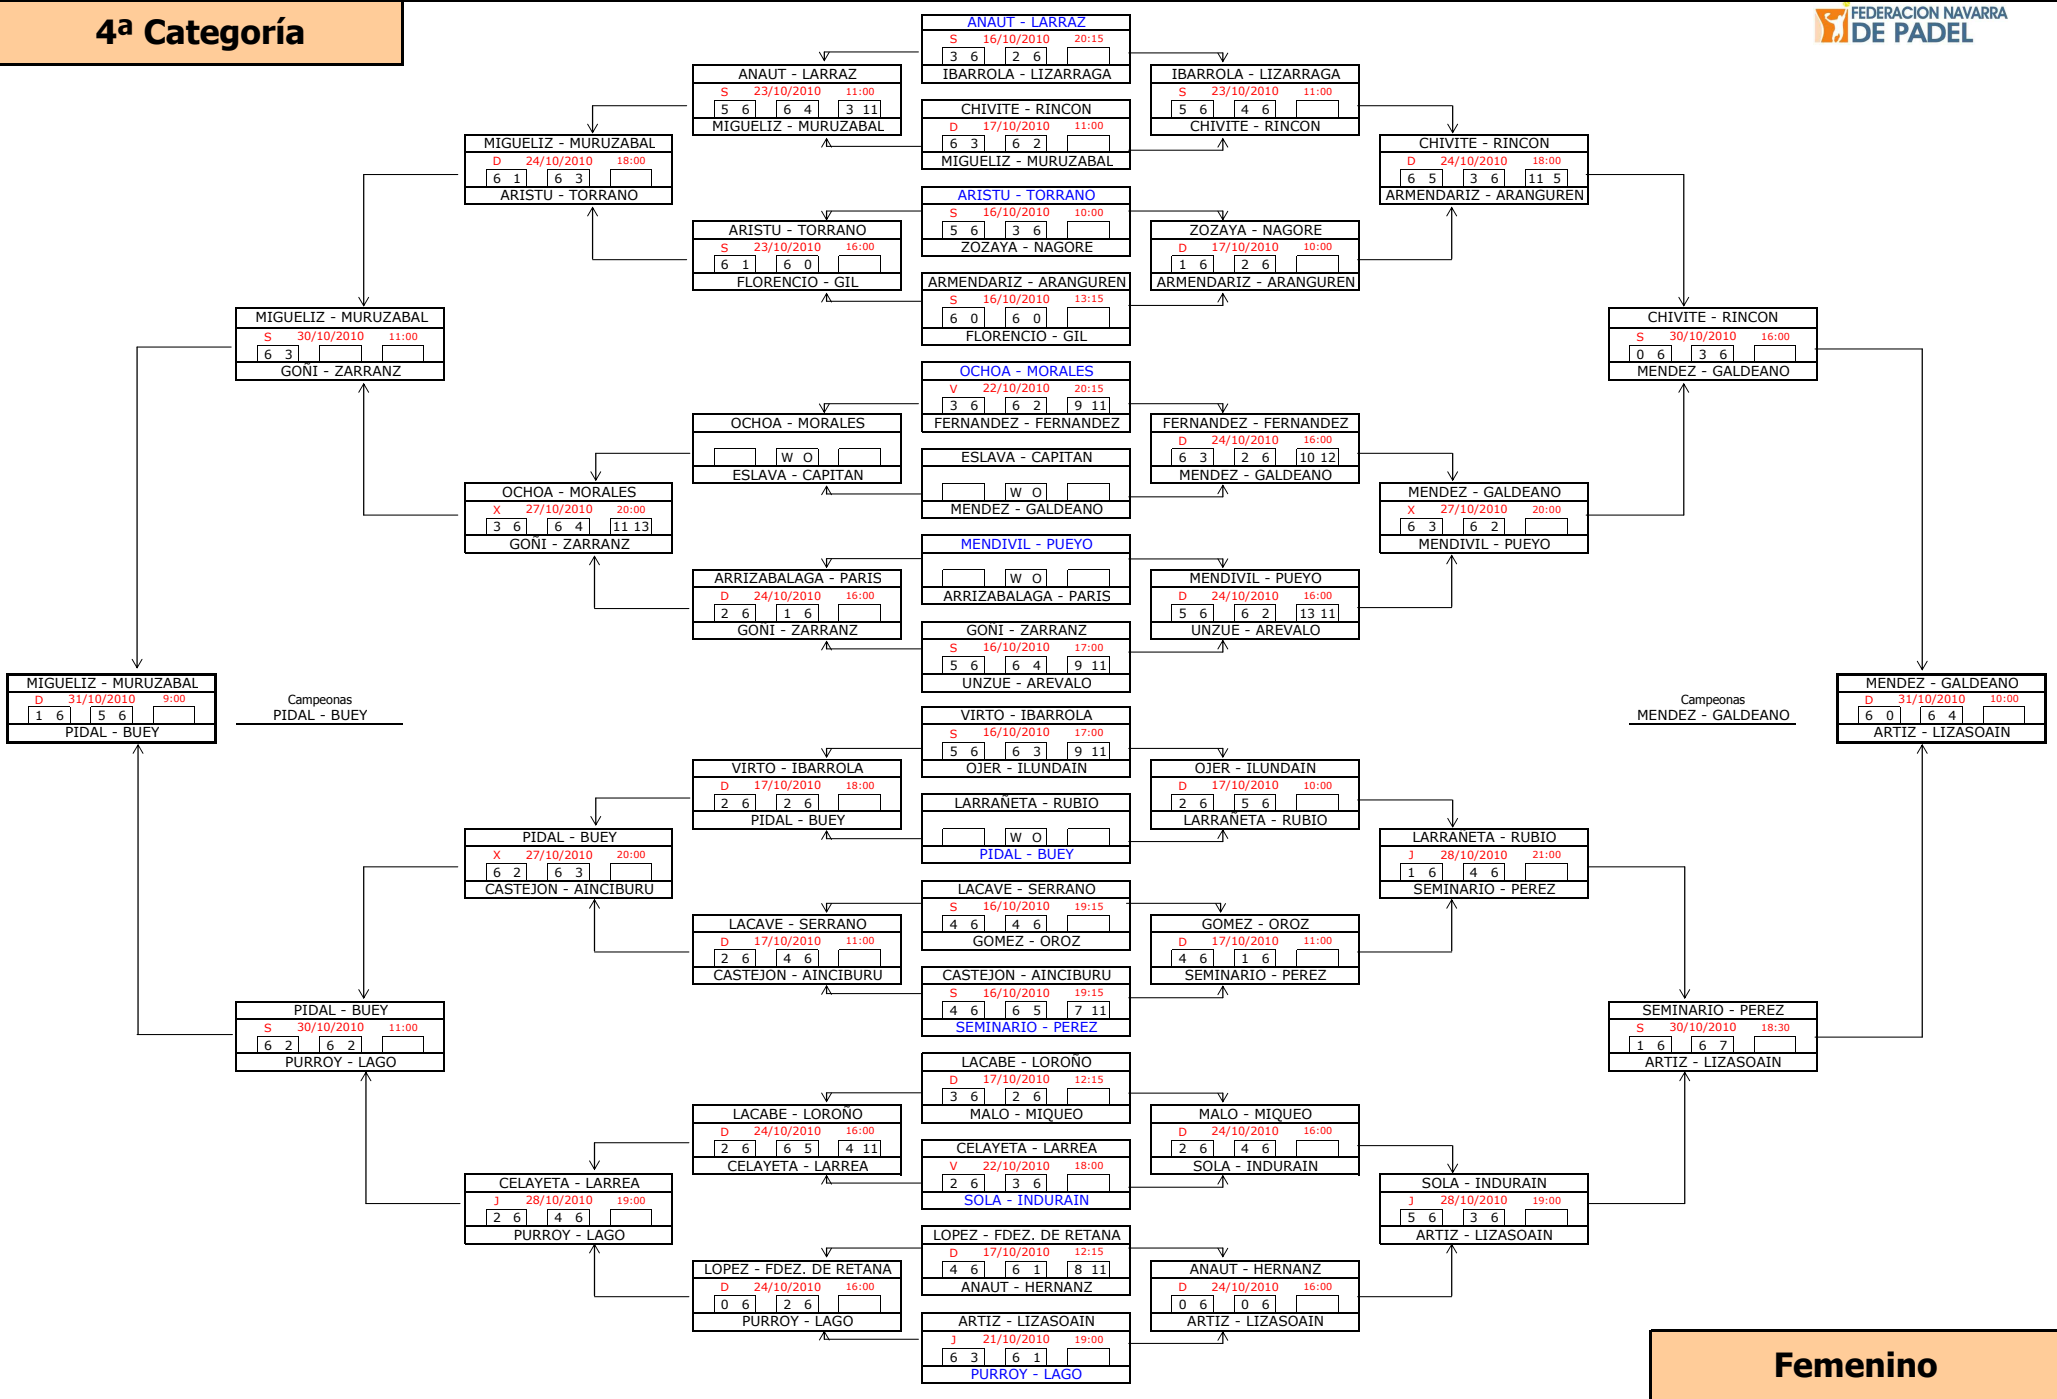 4ª Categoría
FEDERACION NAVARRA
DE PADEL
MIGUELIZ - MURUZABAL
D 31/10/2010 9:00
1 6 5 6
PIDAL - BUEY
Campeonas
PIDAL - BUEY
MIGUELIZ - MURUZABAL
S 30/10/2010 11:00
6 3
GOÑI - ZARRANZ
PIDAL - BUEY
S 30/10/2010 11:00
6 2 6 2
PURROY - LAGO
MIGUELIZ - MURUZABAL
D 24/10/2010 18:00
6 1 6 3
ARISTU - TORRANO
OCHOA - MORALES
X 27/10/2010 20:00
3 6 6 4 11 13
GOÑI - ZARRANZ
PIDAL - BUEY
X 27/10/2010 20:00
6 2 6 3
CASTEJON - AINCIBURU
CELAYETA - LARREA
J 28/10/2010 19:00
2 6 4 6
PURROY - LAGO
ANAUT - LARRAZ
S 23/10/2010 11:00
5 6 6 4 3 11
MIGUELIZ - MURUZABAL
ARISTU - TORRANO
S 23/10/2010 16:00
6 1 6 0
FLORENCIO - GIL
OCHOA - MORALES
W O
ESLAVA - CAPITAN
ARRIZABALAGA - PARIS
D 24/10/2010 16:00
2 6 1 6
GOÑI - ZARRANZ
VIRTO - IBARROLA
D 17/10/2010 18:00
2 6 2 6
PIDAL - BUEY
LACAVE - SERRANO
D 17/10/2010 11:00
2 6 4 6
CASTEJON - AINCIBURU
LACABE - LOROÑO
D 24/10/2010 16:00
2 6 6 5 4 11
CELAYETA - LARREA
LOPEZ - FDEZ. DE RETANA
D 24/10/2010 16:00
0 6 2 6
PURROY - LAGO
ANAUT - LARRAZ
S 16/10/2010 20:15
3 6 2 6
IBARROLA - LIZARRAGA
CHIVITE - RINCON
D 17/10/2010 11:00
6 3 6 2
MIGUELIZ - MURUZABAL
ARISTU - TORRANO
S 16/10/2010 10:00
5 6 3 6
ZOZAYA - NAGORE
ARMENDARIZ - ARANGUREN
S 16/10/2010 13:15
6 0 6 0
FLORENCIO - GIL
OCHOA - MORALES
V 22/10/2010 20:15
3 6 6 2 9 11
FERNANDEZ - FERNANDEZ
ESLAVA - CAPITAN
W O
MENDEZ - GALDEANO
MENDIVIL - PUEYO
W O
ARRIZABALAGA - PARIS
GOÑI - ZARRANZ
S 16/10/2010 17:00
5 6 6 4 9 11
UNZUE - AREVALO
VIRTO - IBARROLA
S 16/10/2010 17:00
5 6 6 3 9 11
OJER - ILUNDAIN
LARRAÑETA - RUBIO
W O
PIDAL - BUEY
LACAVE - SERRANO
S 16/10/2010 19:15
4 6 4 6
GOMEZ - OROZ
CASTEJON - AINCIBURU
S 16/10/2010 19:15
4 6 6 5 7 11
SEMINARIO - PEREZ
LACABE - LOROÑO
D 17/10/2010 12:15
3 6 2 6
MALO - MIQUEO
CELAYETA - LARREA
V 22/10/2010 18:00
2 6 3 6
SOLA - INDURAIN
LOPEZ - FDEZ. DE RETANA
D 17/10/2010 12:15
4 6 6 1 8 11
ANAUT - HERNANZ
ARTIZ - LIZASOAIN
J 21/10/2010 19:00
6 3 6 1
PURROY - LAGO
IBARROLA - LIZARRAGA
S 23/10/2010 11:00
5 6 4 6
CHIVITE - RINCON
ZOZAYA - NAGORE
D 17/10/2010 10:00
1 6 2 6
ARMENDARIZ - ARANGUREN
FERNANDEZ - FERNANDEZ
D 24/10/2010 16:00
6 3 2 6 10 12
MENDEZ - GALDEANO
MENDIVIL - PUEYO
D 24/10/2010 16:00
5 6 6 2 13 11
UNZUE - AREVALO
OJER - ILUNDAIN
D 17/10/2010 10:00
2 6 5 6
LARRAÑETA - RUBIO
GOMEZ - OROZ
D 17/10/2010 11:00
4 6 1 6
SEMINARIO - PEREZ
MALO - MIQUEO
D 24/10/2010 16:00
2 6 4 6
SOLA - INDURAIN
ANAUT - HERNANZ
D 24/10/2010 16:00
0 6 0 6
ARTIZ - LIZASOAIN
CHIVITE - RINCON
D 24/10/2010 18:00
6 5 3 6 11 5
ARMENDARIZ - ARANGUREN
MENDEZ - GALDEANO
X 27/10/2010 20:00
6 3 6 2
MENDIVIL - PUEYO
LARRAÑETA - RUBIO
J 28/10/2010 21:00
1 6 4 6
SEMINARIO - PEREZ
SOLA - INDURAIN
J 28/10/2010 19:00
5 6 3 6
ARTIZ - LIZASOAIN
CHIVITE - RINCON
S 30/10/2010 16:00
0 6 3 6
MENDEZ - GALDEANO
SEMINARIO - PEREZ
S 30/10/2010 18:30
1 6 6 7
ARTIZ - LIZASOAIN
Campeonas
MENDEZ - GALDEANO
MENDEZ - GALDEANO
D 31/10/2010 10:00
6 0 6 4
ARTIZ - LIZASOAIN
Femenino